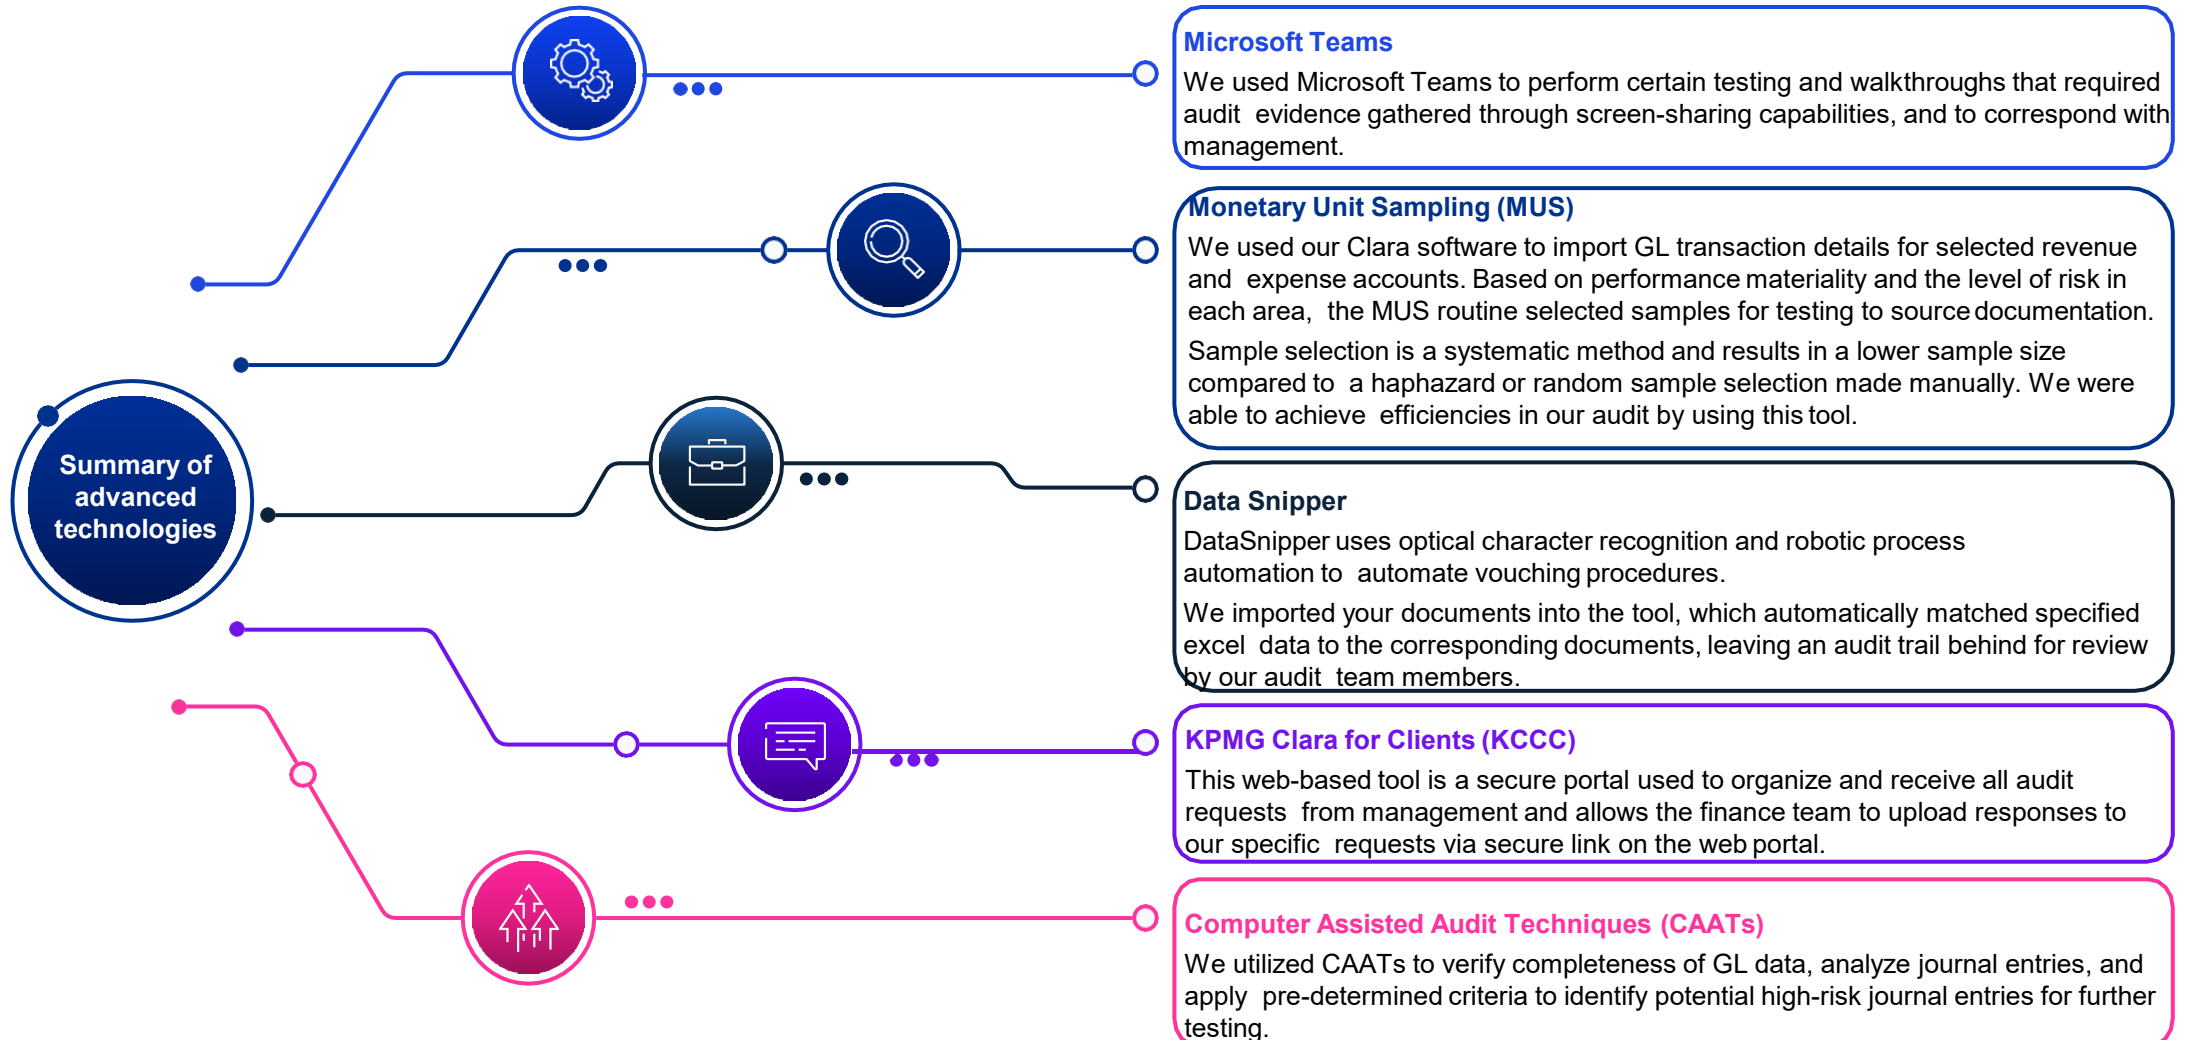 Summary of
advanced
technologies
Microsoft Teams
We used Microsoft Teams to perform certain testing and walkthroughs that required
audit evidence gathered through screen-sharing capabilities, and to correspond with
management.
Monetary Unit Sampling (MUS)
We used our Clara software to import GL transaction details for selected revenue
and expense accounts. Based on performance materiality and the level of risk in
each area, the MUS routine selected samples for testing to source documentation.
Sample selection is a systematic method and results in a lower sample size
compared to a haphazard or random sample selection made manually. We were
able to achieve efficiencies in our audit by using this tool.
Data Snipper
DataSnipper uses optical character recognition and robotic process
automation to automate vouching procedures.
We imported your documents into the tool, which automatically matched specified
excel data to the corresponding documents, leaving an audit trail behind for review
by our audit team members.
KPMG Clara for Clients (KCCC)
This web-based tool is a secure portal used to organize and receive all audit
requests from management and allows the finance team to upload responses to
our specific requests via secure link on the web portal.
Computer Assisted Audit Techniques (CAATs)
We utilized CAATs to verify completeness of GL data, analyze journal entries, and
apply pre-determined criteria to identify potential high-risk journal entries for further
testing.